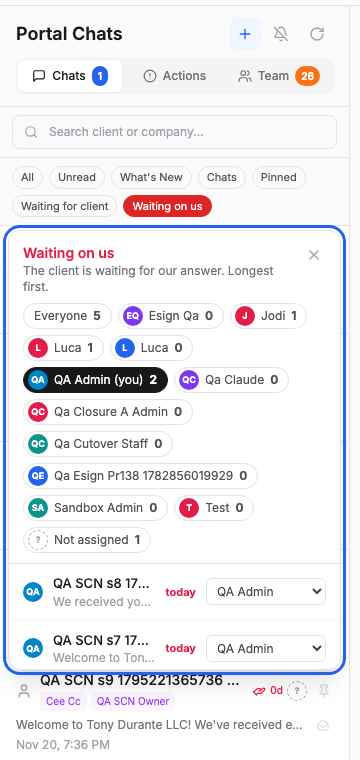 Portal Chats
Chats 1 Actions Team 26
Search client or company...
All Unread What's New Chats Pinned
Waiting for client Waiting on us
Waiting on us
The client is waiting for our answer. Longest
first.
Everyone 5 EQ Esign Qa 0 J Jodi 1
L Luca 1 L Luca 0
QA QA Admin (you) 2 QC Qa Claude 0
QC Qa Closure A Admin 0
QC Qa Cutover Staff 0
QE Qa Esign Pr138 1782856019929 0
SA Sandbox Admin 0 T Test 0
? Not assigned 1
QA QA SCN s8 17... today QA Admin
We received yo...
QA QA SCN s7 17... today QA Admin
Welcome to Ton...
QA SCN s9 1795221365736 ... 0d ?
Cee Cc QA SCN Owner
Welcome to Tony Durante LLC! We've received e...
Nov 20, 7:36 PM